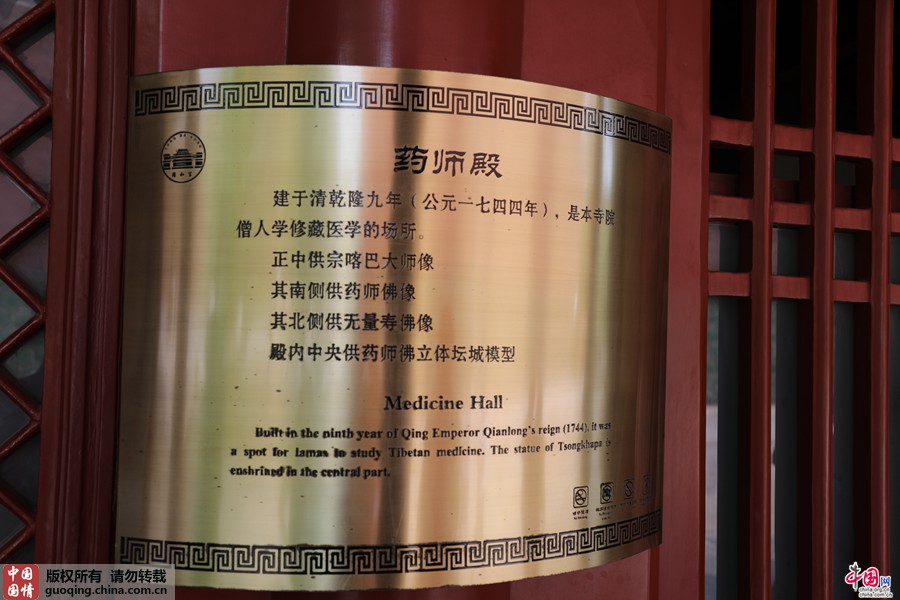 药师殿
建于清乾隆九年（公元一七四四年），是本寺院
僧人学修藏医学的场所。
正中供宗喀巴大师像
其南侧供药师佛像
其北侧供无量寿佛像
殿内中央供药师佛立体坛城模型
Medicine Hall
Built in the ninth year of Qing Emperor Qianlong's reign (1744), it was
a spot for lamas to study Tibetan medicine. The statue of Tsongkhapa is
enshrined in the central part.
中国
国情
版权所有 请勿转载
guoqing.china.com.cn
中国网
china.com.cn